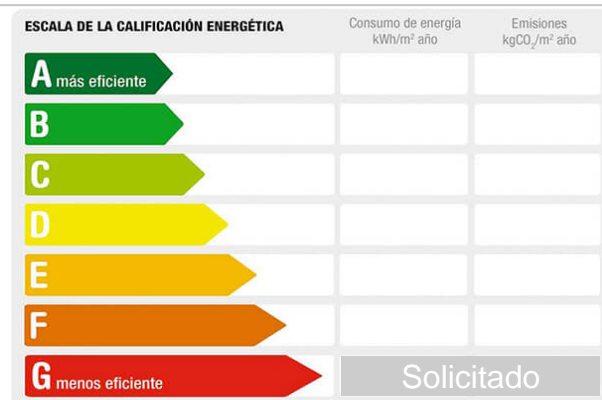 ESCALA DE LA CALIFICACIÓN ENERGÉTICA
Consumo de energía
kWh/m² año
Emisiones
kgCO₂/m² año
A más eficiente
B
C
D
E
F
G menos eficiente
Solicitado